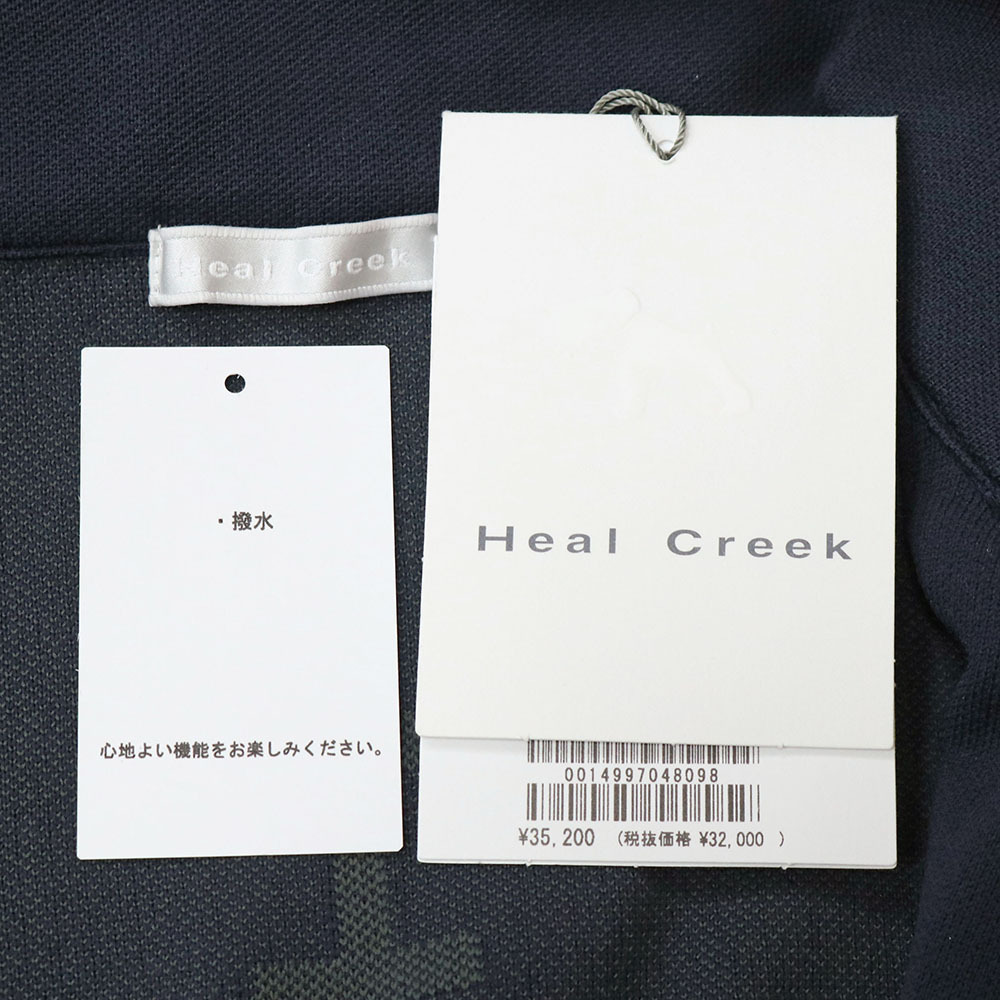 Heal Creek
・撥水
心地よい機能をお楽しみください。
Heal Creek
0014997048098
¥35,200 (税抜価格 ¥32,000 )